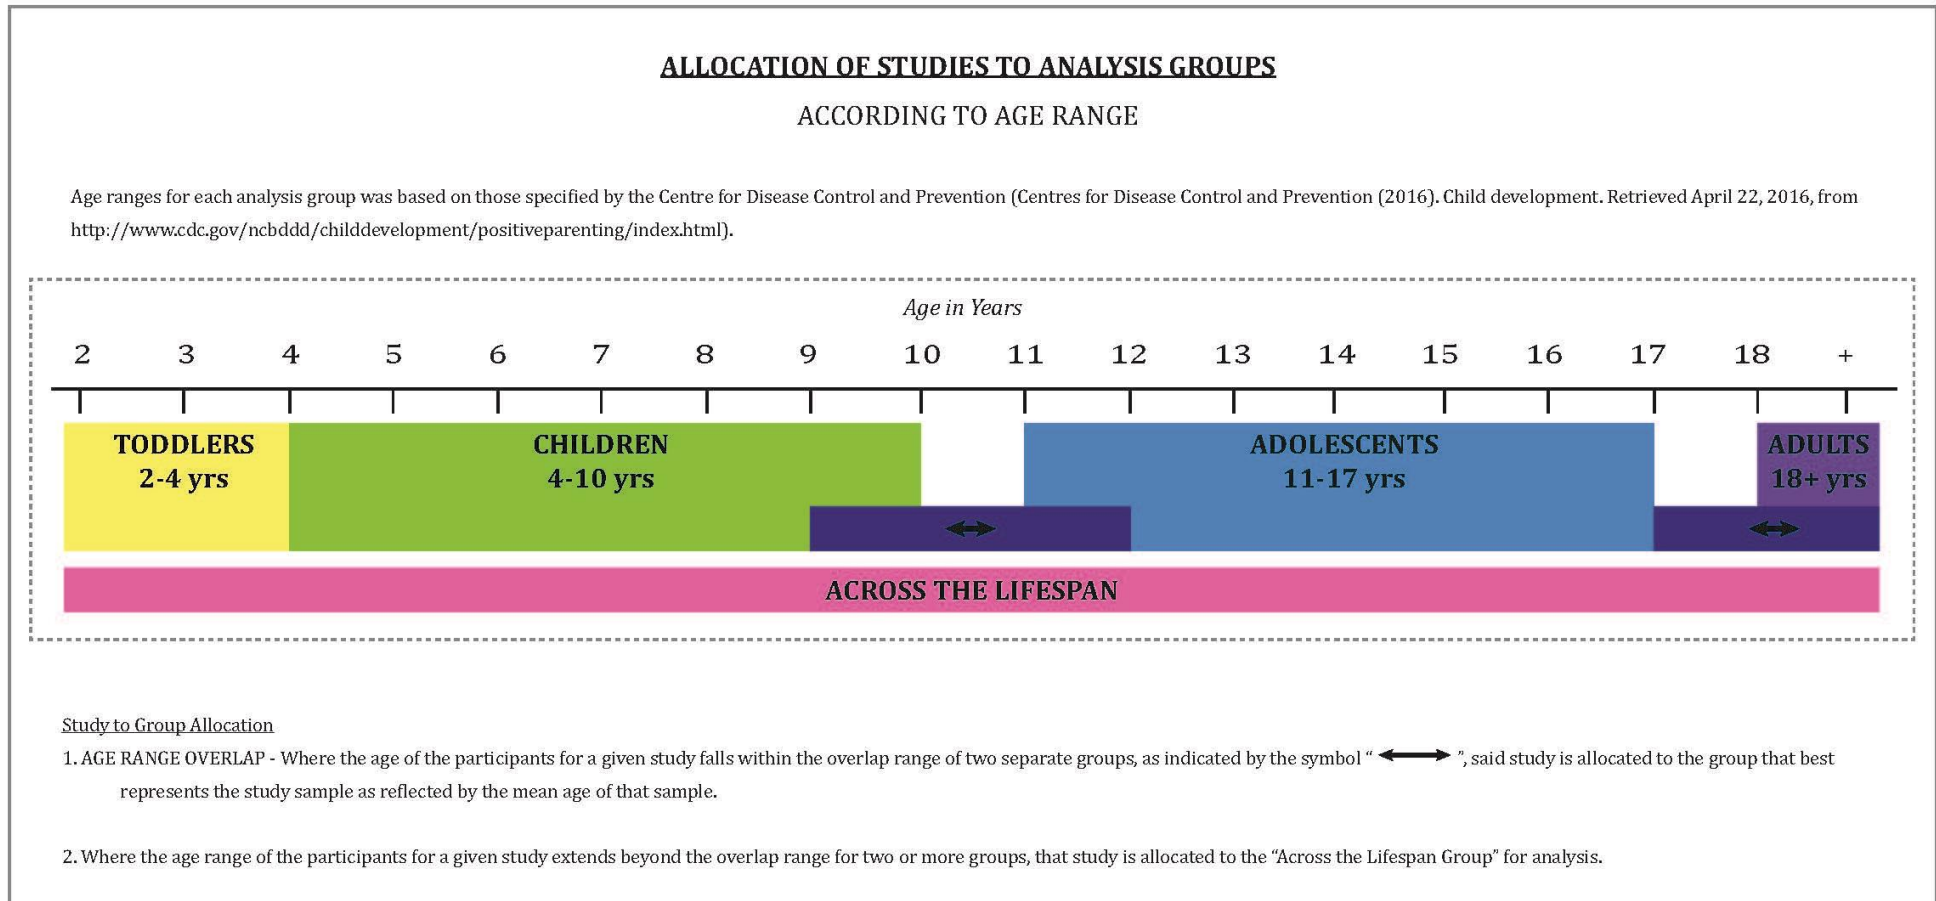 ALLOCATION OF STUDIES TO ANALYSIS GROUPS
ACCORDING TO AGE RANGE
Age ranges for each analysis group was based on those specified by the Centre for Disease Control and Prevention (Centres for Disease Control and Prevention (2016). Child development. Retrieved April 22, 2016, from
http://www.cdc.gov/ncbddd/childdevelopment/positiveparenting/index.html).
Age in Years
2 3 4 5 6 7 8 9 10 11 12 13 14 15 16 17 18 +
TODDLERS
2-4 yrs
CHILDREN
4-10 yrs
ADOLESCENTS
11-17 yrs
ADULTS
18+ yrs
ACROSS THE LIFESPAN
Study to Group Allocation
1. AGE RANGE OVERLAP - Where the age of the participants for a given study falls within the overlap range of two separate groups, as indicated by the symbol “ ⟷ ”, said study is allocated to the group that best
represents the study sample as reflected by the mean age of that sample.
2. Where the age range of the participants for a given study extends beyond the overlap range for two or more groups, that study is allocated to the “Across the Lifespan Group” for analysis.